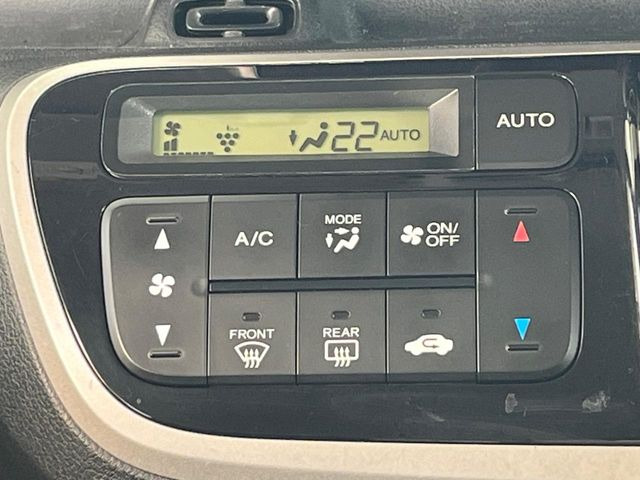 22 AUTO
AUTO
A/C
MODE
ON/
OFF
FRONT
REAR